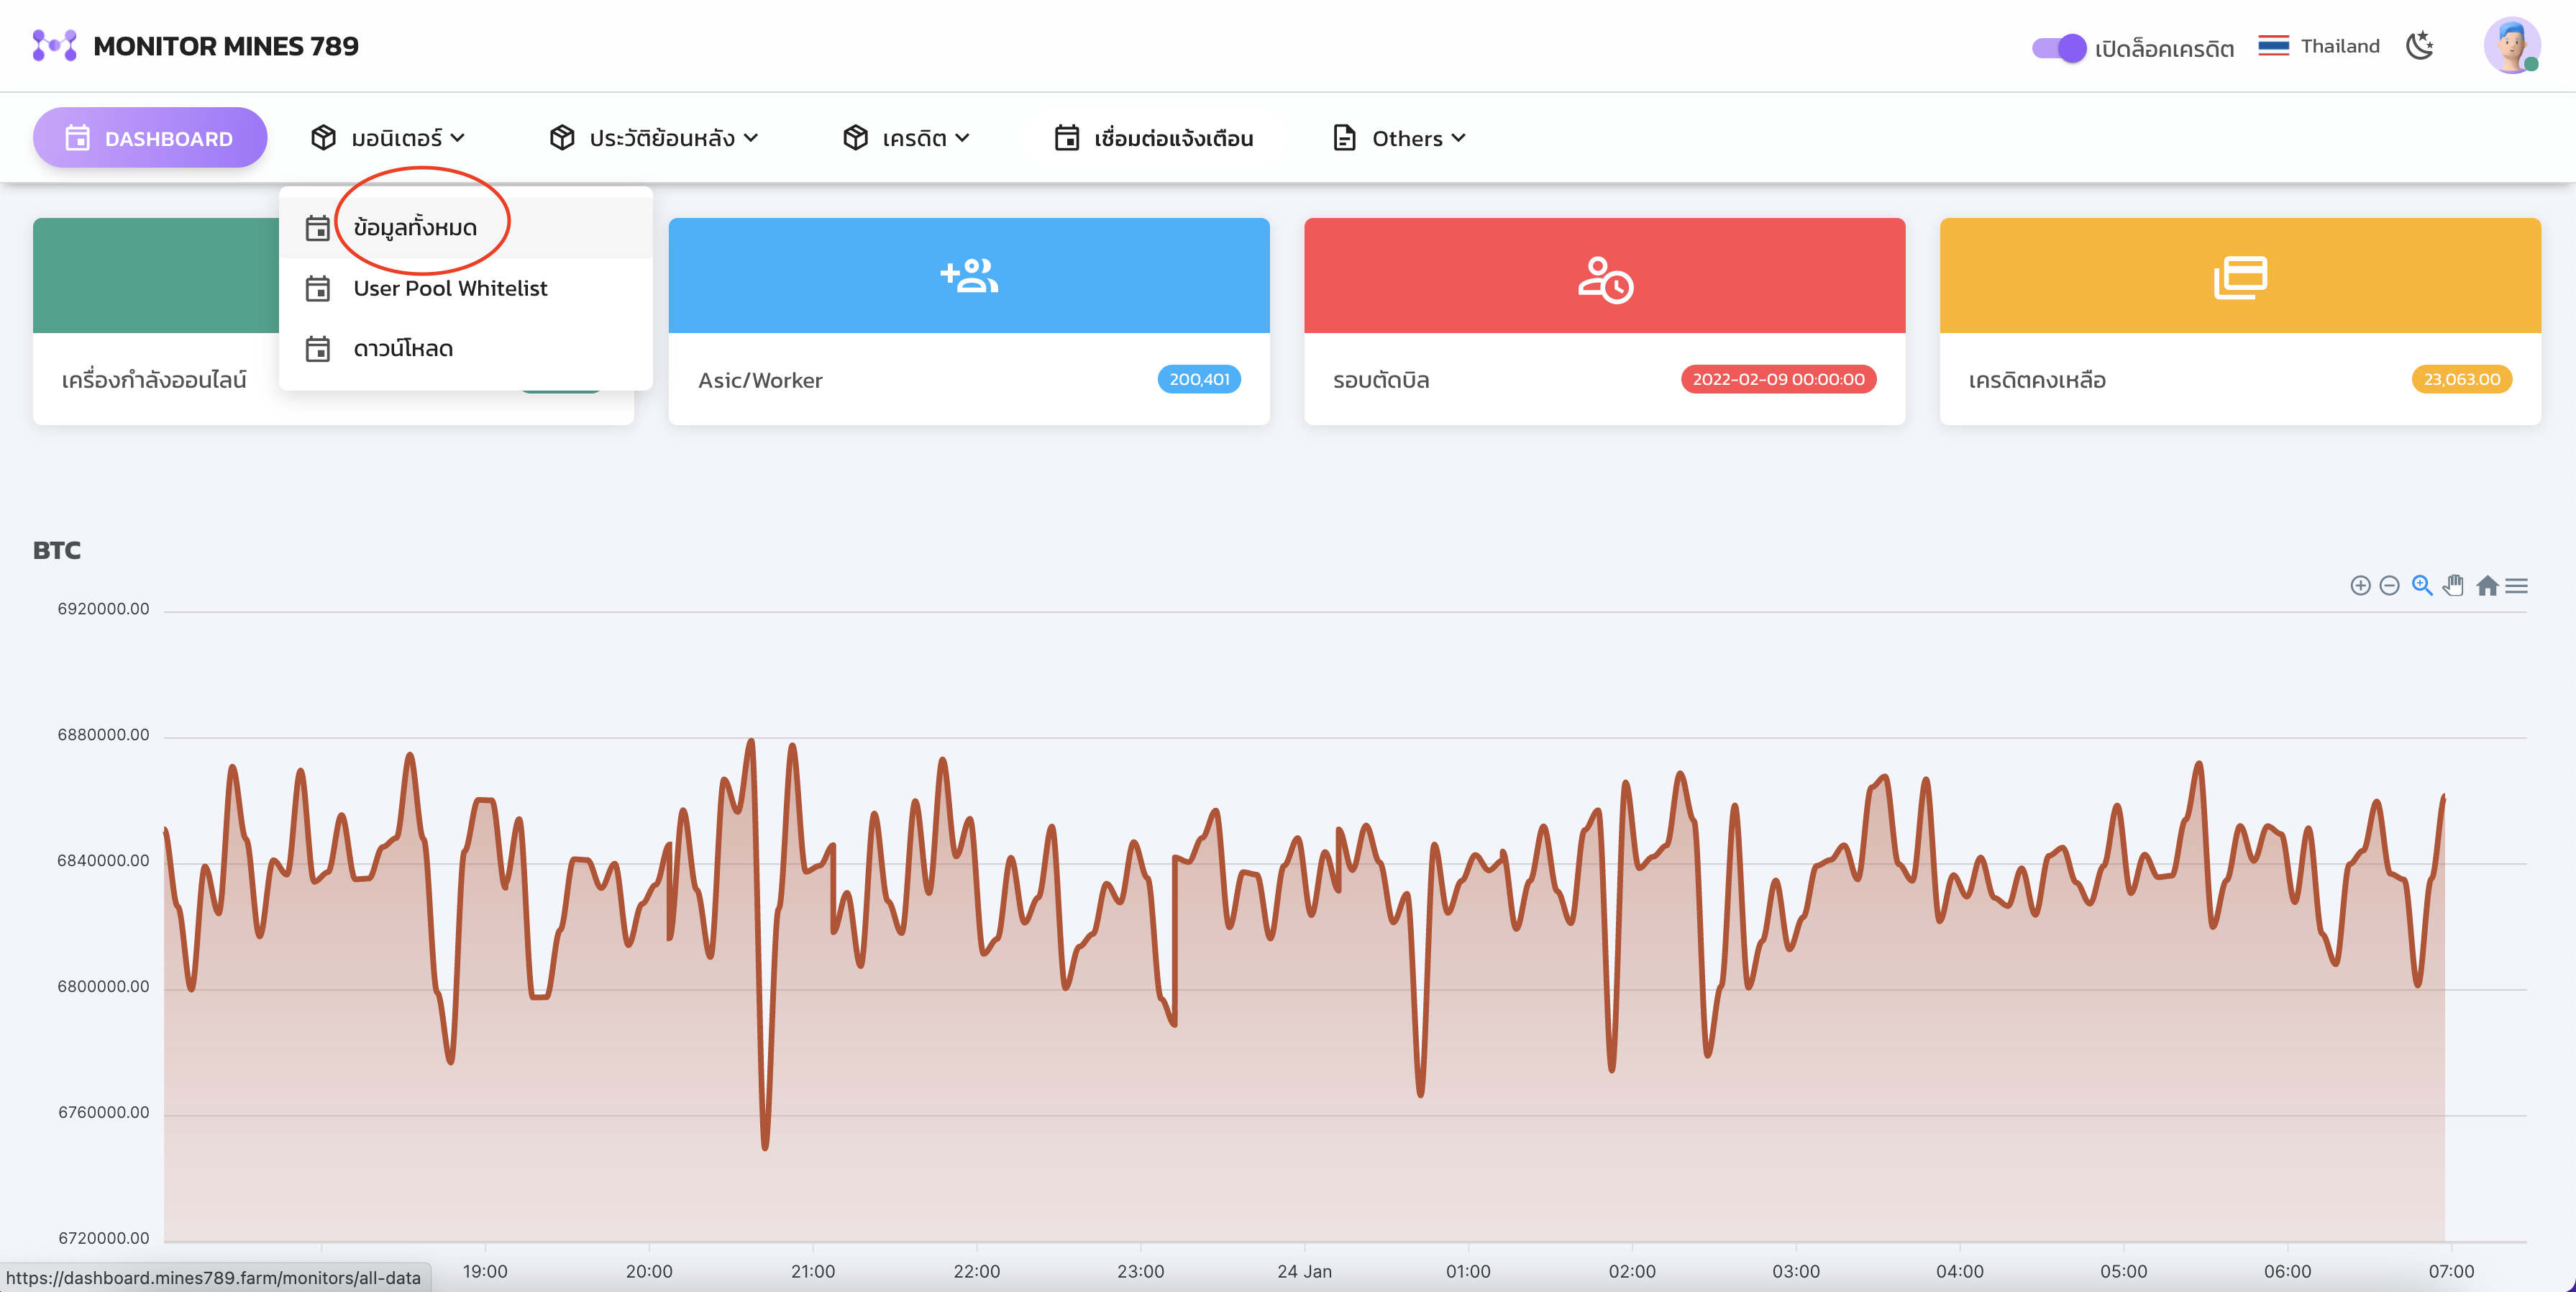 MONITOR MINES 789
เปิดล็อคเครดิต
Thailand
DASHBOARD
มอนิเตอร์
ประวัติย้อนหลัง
เครดิต
เชื่อมต่อแจ้งเตือน
Others
ข้อมูลทั้งหมด
User Pool Whitelist
ดาวน์โหลด
เครื่องกำลังออนไลน์
Asic/Worker
200,401
รอบตัดบิล
2022-02-09 00:00:00
เครดิตคงเหลือ
23,063.00
BTC
6920000.00
6880000.00
6840000.00
6800000.00
6760000.00
6720000.00
19:00
20:00
21:00
22:00
23:00
24 Jan
01:00
02:00
03:00
04:00
05:00
06:00
07:00
https://dashboard.mines789.farm/monitors/all-data